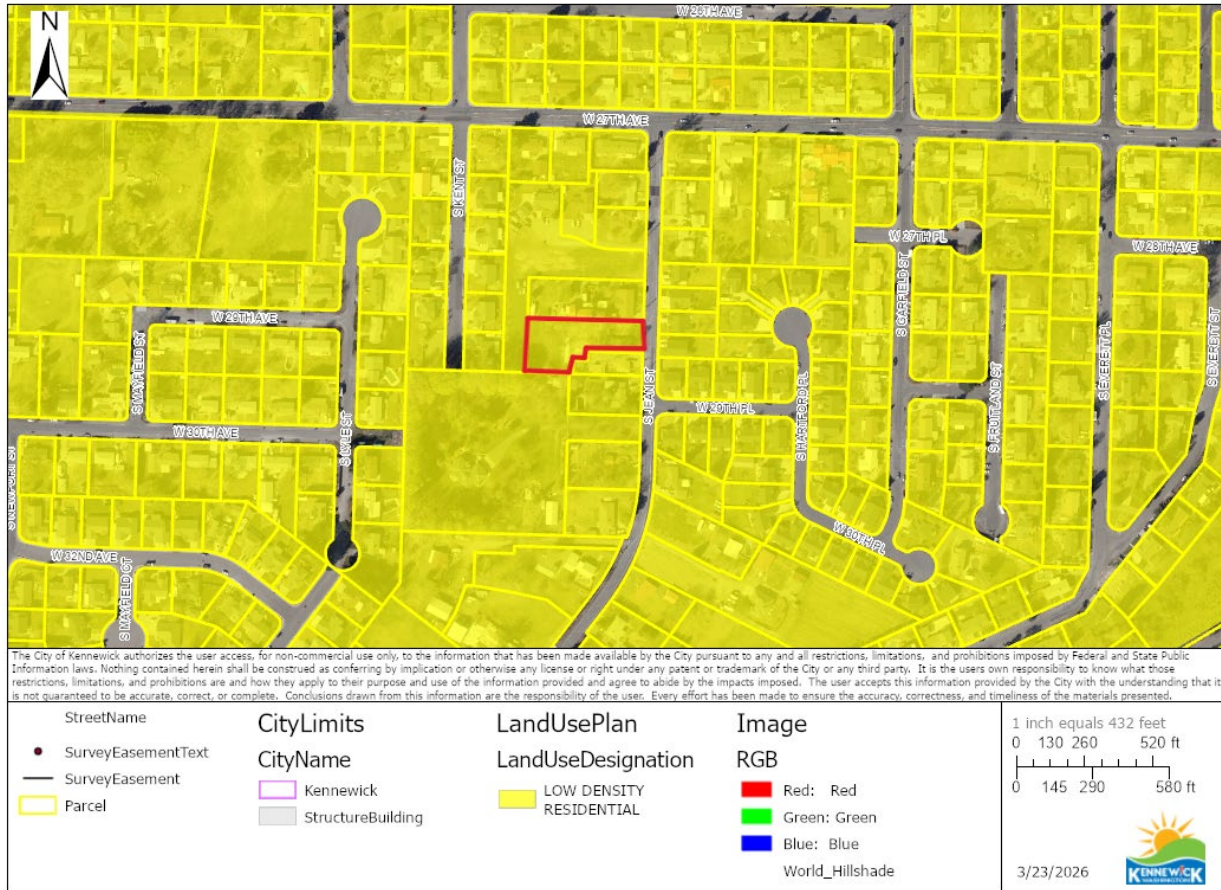 N
W 26TH AVE
W 27TH AVE
S KENT ST
W 27TH PL
W 28TH AVE
S GARFIELD ST
W 29TH AVE
S MAYFIELD ST
S JEAN ST
S HARTFORD PL
S FRUITLAND ST
S EVERETT PL
S EVERETT ST
W 30TH AVE
S LYLE ST
W 29TH PL
S NEWPORT ST
W 30TH PL
W 32ND AVE
S MAYFIELD CT
The City of Kennewick authorizes the user access, for non-commercial use only, to the information that has been made available by the City pursuant to any and all restrictions, limitations, and prohibitions imposed by Federal and State Public
Information laws. Nothing contained herein shall be construed as conferring by implication or otherwise any license or right under any patent or trademark of the City or any third party. It is the users own responsibility to know what those
restrictions, limitations, and prohibitions are and how they apply to their purpose and use of the information provided and agree to abide by the impacts imposed. The user accepts this information provided by the City with the understanding that it
is not guaranteed to be accurate, correct, or complete. Conclusions drawn from this information are the responsibility of the user. Every effort has been made to ensure the accuracy, correctness, and timeliness of the materials presented.
StreetName
SurveyEasementText
SurveyEasement
Parcel
CityLimits
CityName
Kennewick
StructureBuilding
LandUsePlan
LandUseDesignation
LOW DENSITY
RESIDENTIAL
Image
RGB
Red: Red
Green: Green
Blue: Blue
World_Hillshade
1 inch equals 432 feet
0 130 260 520 ft
0 145 290 580 ft
3/23/2026
KENNEWICK
WASHINGTON